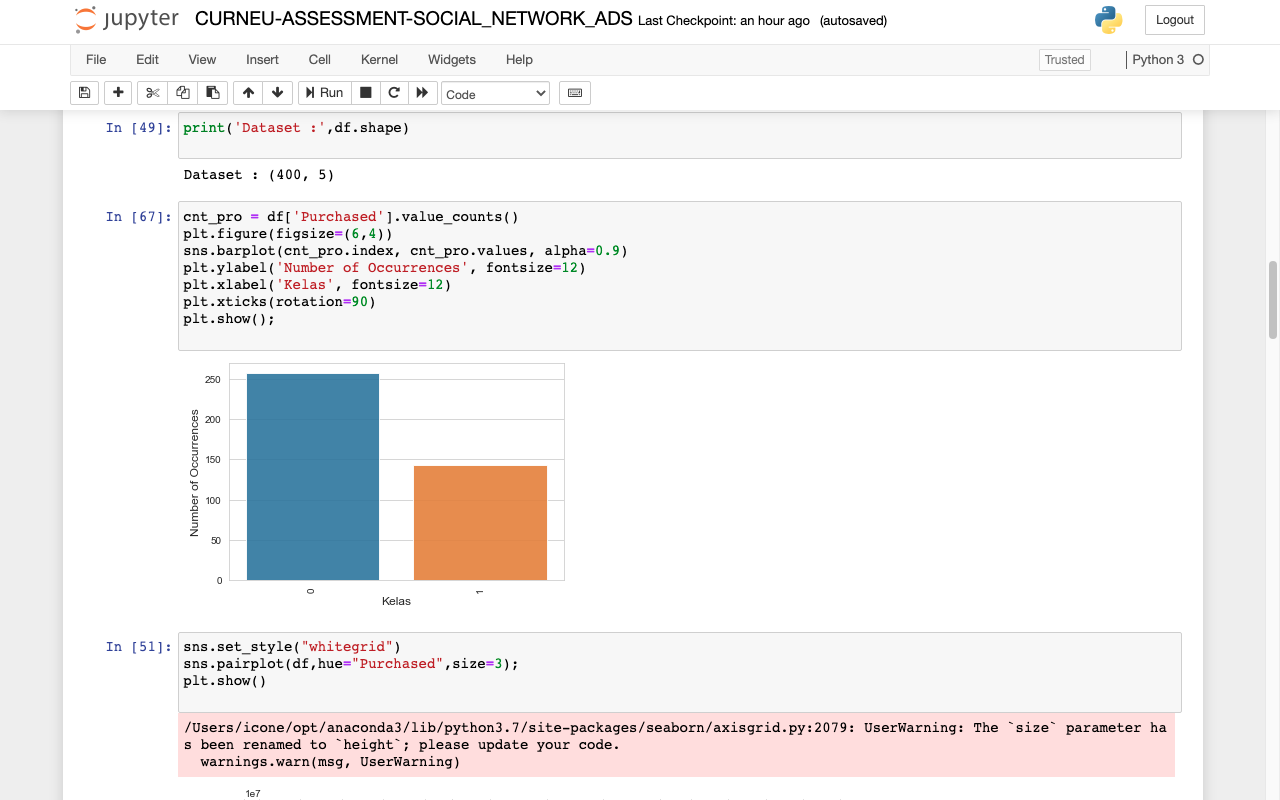 jupyter CURNEU-ASSESSMENT-SOCIAL_NETWORK_ADS Last Checkpoint: an hour ago (autosaved)
Logout
File Edit View Insert Cell Kernel Widgets Help
Trusted
Python 3
Run
Code
In [49]: print('Dataset :',df.shape)
Dataset : (400, 5)
In [67]: cnt_pro = df['Purchased'].value_counts()
plt.figure(figsize=(6,4))
sns.barplot(cnt_pro.index, cnt_pro.values, alpha=0.9)
plt.ylabel('Number of Occurrences', fontsize=12)
plt.xlabel('Kelas', fontsize=12)
plt.xticks(rotation=90)
plt.show();
250
200
150
100
50
0
Number of Occurrences
0
1
Kelas
In [51]: sns.set_style("whitegrid")
sns.pairplot(df,hue="Purchased",size=3);
plt.show()
/Users/icone/opt/anaconda3/lib/python3.7/site-packages/seaborn/axisgrid.py:2079: UserWarning: The `size` parameter ha
s been renamed to `height`; please update your code.
warnings.warn(msg, UserWarning)
1e7